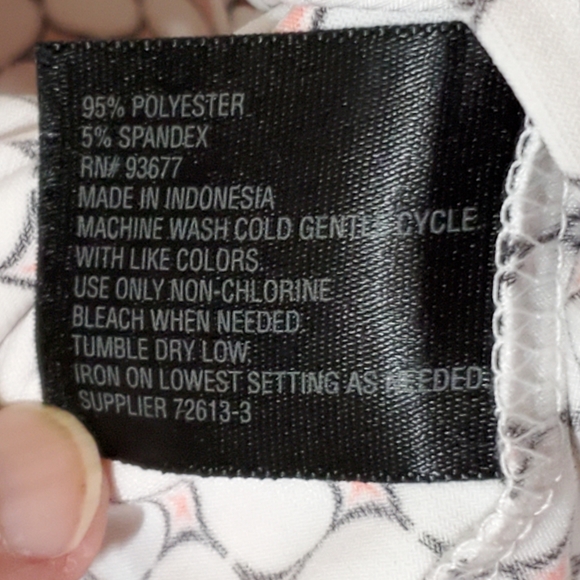 95% POLYESTER
5% SPANDEX
RN# 93677
MADE IN INDONESIA
MACHINE WASH COLD GENTLE CYCLE
WITH LIKE COLORS.
USE ONLY NON-CHLORINE
BLEACH WHEN NEEDED
TUMBLE DRY LOW,
IRON ON LOWEST SETTING AS NEEDED
SUPPLIER 72613-3